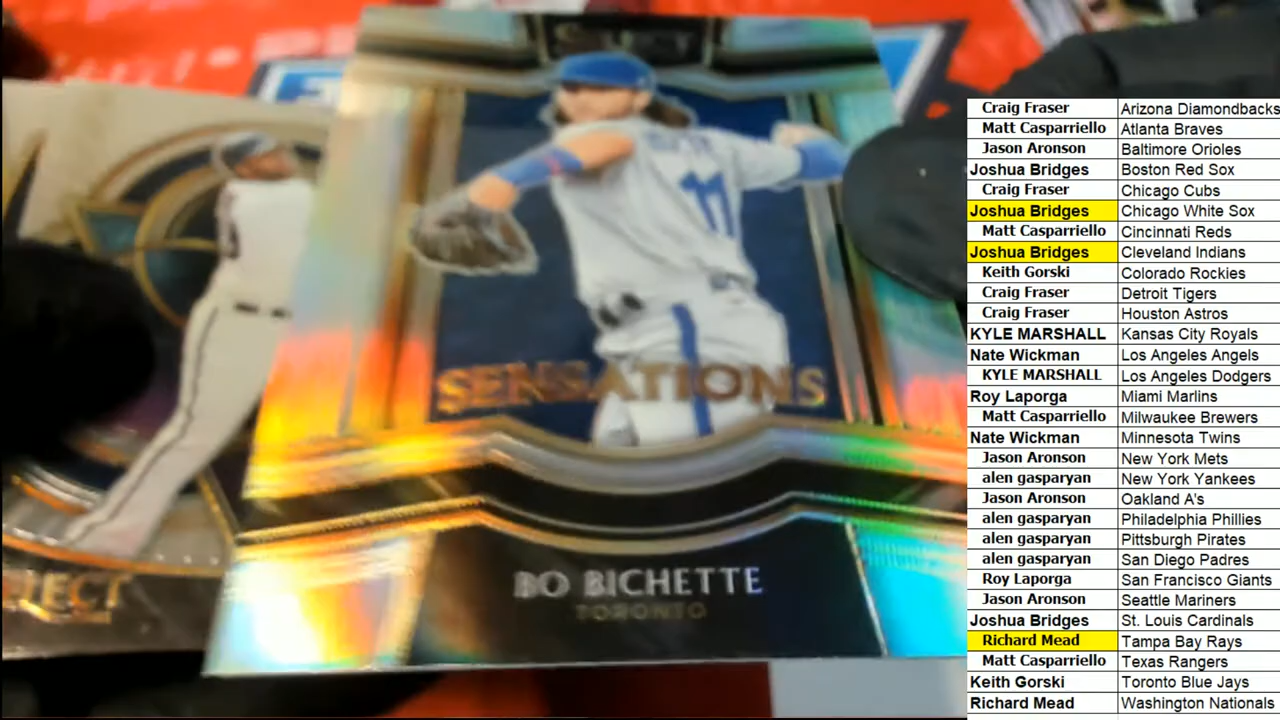 SELECT
11
SENSATIONS
BO BICHETTE
TORONTO
Craig Fraser Arizona Diamondbacks
Matt Casparriello Atlanta Braves
Jason Aronson Baltimore Orioles
Joshua Bridges Boston Red Sox
Craig Fraser Chicago Cubs
Joshua Bridges Chicago White Sox
Matt Casparriello Cincinnati Reds
Joshua Bridges Cleveland Indians
Keith Gorski Colorado Rockies
Craig Fraser Detroit Tigers
Craig Fraser Houston Astros
KYLE MARSHALL Kansas City Royals
Nate Wickman Los Angeles Angels
KYLE MARSHALL Los Angeles Dodgers
Roy Laporga Miami Marlins
Matt Casparriello Milwaukee Brewers
Nate Wickman Minnesota Twins
Jason Aronson New York Mets
alen gasparyan New York Yankees
Jason Aronson Oakland A's
alen gasparyan Philadelphia Phillies
alen gasparyan Pittsburgh Pirates
alen gasparyan San Diego Padres
Roy Laporga San Francisco Giants
Jason Aronson Seattle Mariners
Joshua Bridges St. Louis Cardinals
Richard Mead Tampa Bay Rays
Matt Casparriello Texas Rangers
Keith Gorski Toronto Blue Jays
Richard Mead Washington Nationals